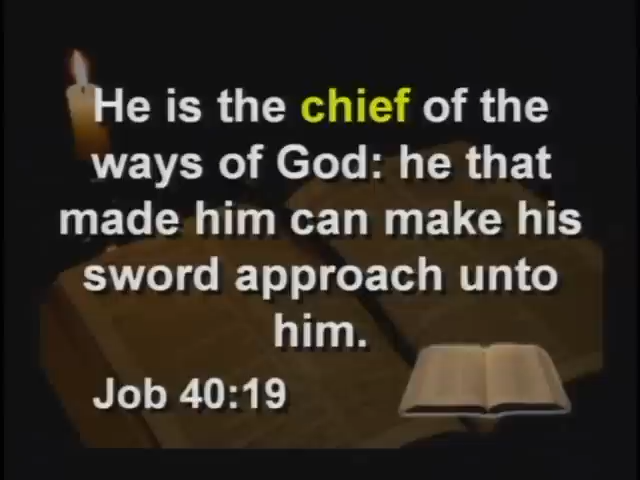 He is the chief of the
ways of God: he that
made him can make his
sword approach unto
him.
Job 40:19